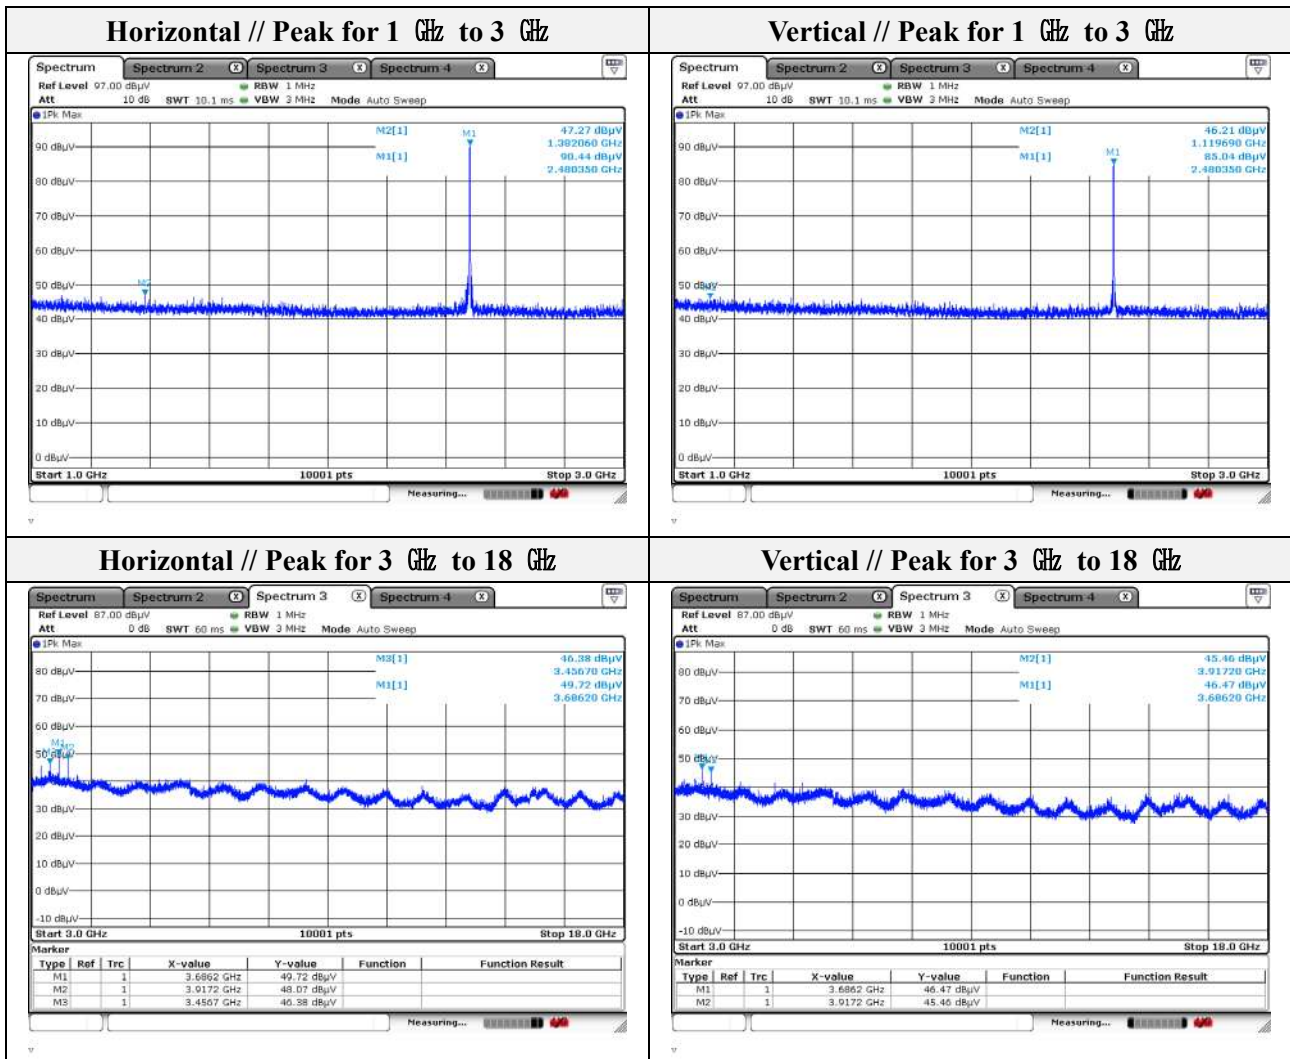 Horizontal // Peak for 1 ㎓ to 3 ㎓
Spectrum Spectrum 2 Spectrum 3 Spectrum 4
Ref Level 97.00 dBµV RBW 1 MHz
Att 10 dB SWT 10.1 ms VBW 3 MHz Mode Auto Sweep
1Pk Max
M2[1] 47.27 dBµV
1.382060 GHz
M1[1] 90.44 dBµV
2.480350 GHz
M1
90 dBµV
80 dBµV
70 dBµV
60 dBµV
50 dBµV
M2
40 dBµV
30 dBµV
20 dBµV
10 dBµV
0 dBµV
Start 1.0 GHz 10001 pts Stop 3.0 GHz
Measuring...
Vertical // Peak for 1 ㎓ to 3 ㎓
Spectrum Spectrum 2 Spectrum 3 Spectrum 4
Ref Level 97.00 dBµV RBW 1 MHz
Att 10 dB SWT 10.1 ms VBW 3 MHz Mode Auto Sweep
1Pk Max
M2[1] 46.21 dBµV
1.119690 GHz
M1[1] 85.04 dBµV
2.480350 GHz
M1
90 dBµV
80 dBµV
70 dBµV
60 dBµV
50 dBµV
40 dBµV
30 dBµV
20 dBµV
10 dBµV
0 dBµV
Start 1.0 GHz 10001 pts Stop 3.0 GHz
Measuring...
Horizontal // Peak for 3 ㎓ to 18 ㎓
Spectrum Spectrum 2 Spectrum 3 Spectrum 4
Ref Level 87.00 dBµV RBW 1 MHz
Att 0 dB SWT 60 ms VBW 3 MHz Mode Auto Sweep
1Pk Max
M3[1] 46.38 dBµV
3.45670 GHz
M1[1] 49.72 dBµV
3.68620 GHz
80 dBµV
70 dBµV
60 dBµV
40 dBµV
30 dBµV
20 dBµV
10 dBµV
0 dBµV
-10 dBµV
Start 3.0 GHz 10001 pts Stop 18.0 GHz
Marker
Type Ref Trc X-value Y-value Function Function Result
M1 1 3.6862 GHz 49.72 dBµV
M2 1 3.9172 GHz 48.07 dBµV
M3 1 3.4567 GHz 46.38 dBµV
Measuring...
Vertical // Peak for 3 ㎓ to 18 ㎓
Spectrum Spectrum 2 Spectrum 3 Spectrum 4
Ref Level 87.00 dBµV RBW 1 MHz
Att 0 dB SWT 60 ms VBW 3 MHz Mode Auto Sweep
1Pk Max
M2[1] 45.46 dBµV
3.91720 GHz
M1[1] 46.47 dBµV
3.68620 GHz
80 dBµV
70 dBµV
60 dBµV
50 dBµV
40 dBµV
30 dBµV
20 dBµV
10 dBµV
0 dBµV
-10 dBµV
Start 3.0 GHz 10001 pts Stop 18.0 GHz
Marker
Type Ref Trc X-value Y-value Function Function Result
M1 1 3.6862 GHz 46.47 dBµV
M2 1 3.9172 GHz 45.46 dBµV
Measuring...